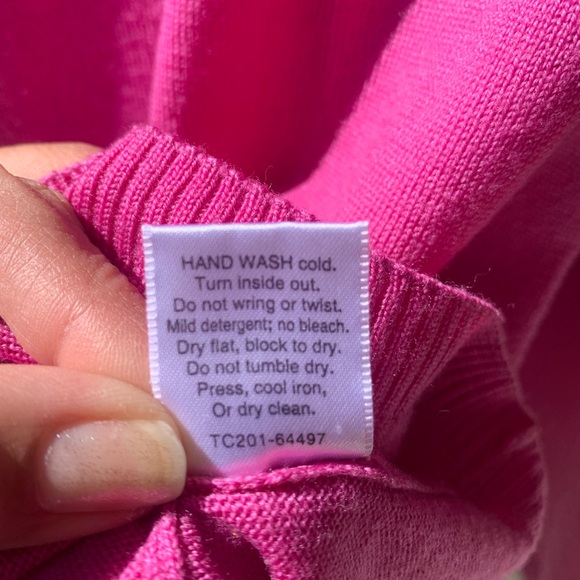 HAND WASH cold.
Turn inside out.
Do not wring or twist.
Mild detergent; no bleach.
Dry flat, block to dry.
Do not tumble dry.
Press, cool iron,
Or dry clean.
TC201-64497